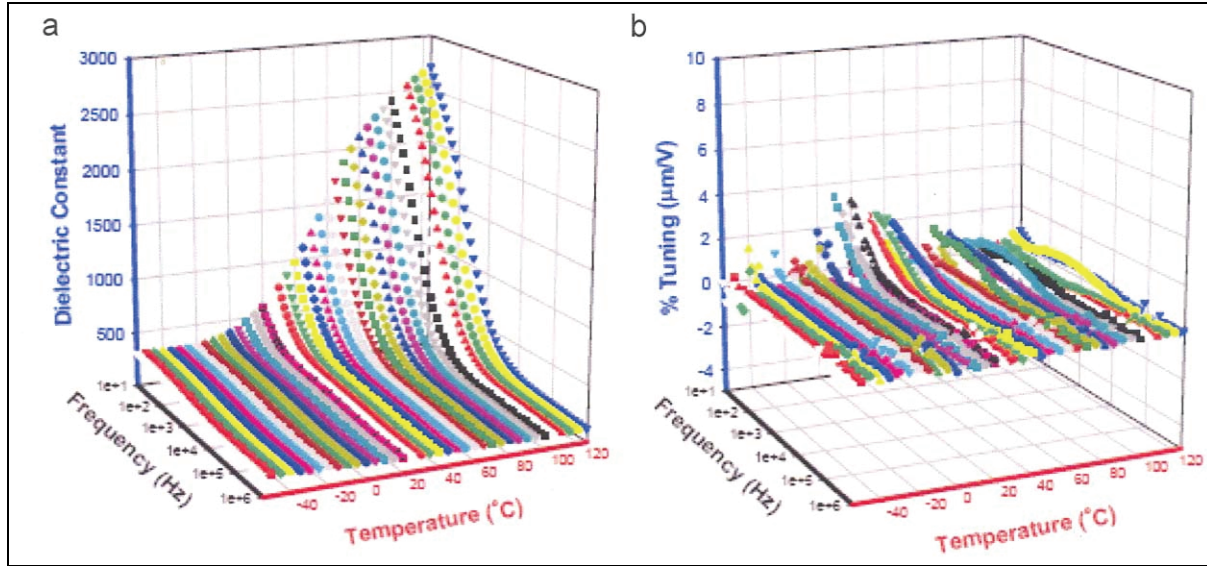 a
3000
2500
2000
1500
1000
500
Dielectric Constant
1e+1
1e+2
1e+3
1e+4
1e+5
1e+6
Frequency (Hz)
-40
-20
0
20
40
60
80
100
120
Temperature (°C)
b
10
8
6
4
2
0
-2
-4
% Tuning (μm/V)
1e+1
1e+2
1e+3
1e+4
1e+5
1e+6
Frequency (Hz)
-40
-20
0
20
40
60
80
100
120
Temperature (°C)